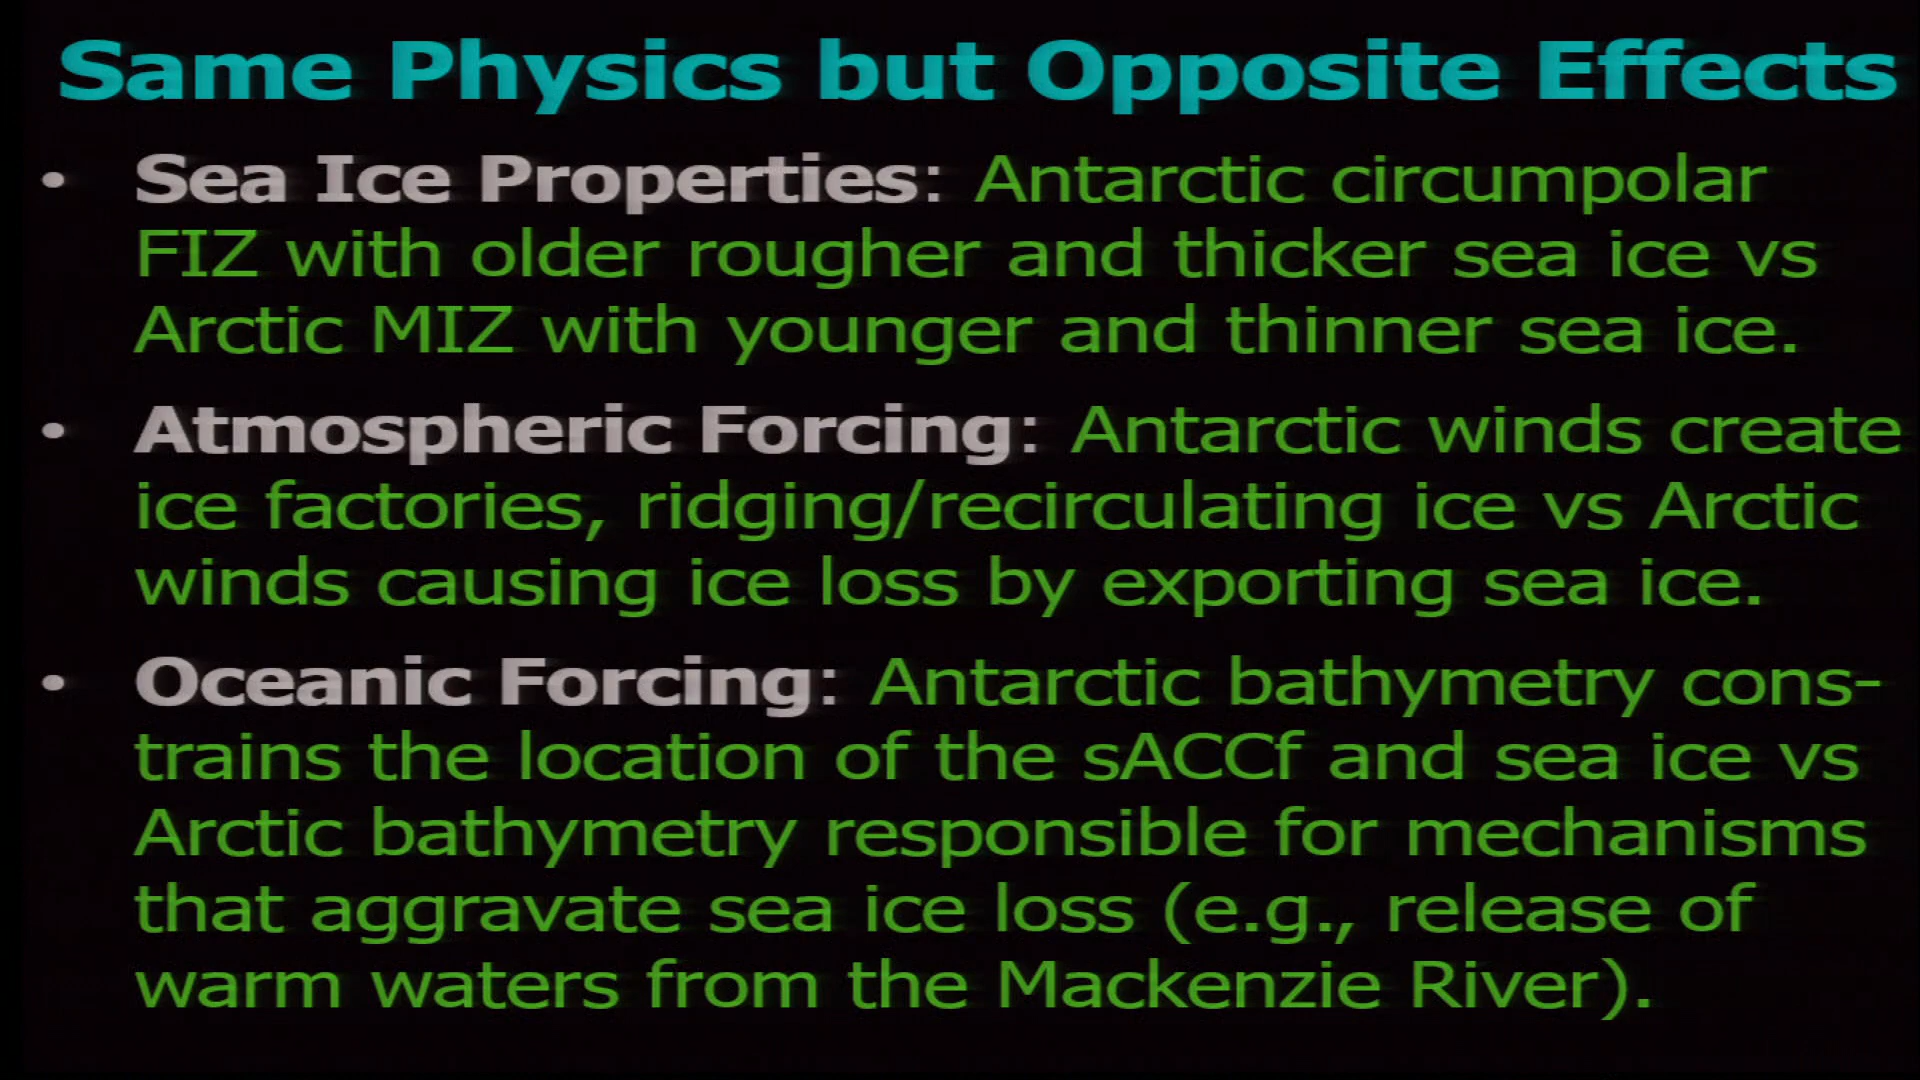 Same Physics but Opposite Effects
• Sea Ice Properties: Antarctic circumpolar
FIZ with older rougher and thicker sea ice vs
Arctic MIZ with younger and thinner sea ice.
• Atmospheric Forcing: Antarctic winds create
ice factories, ridging/recirculating ice vs Arctic
winds causing ice loss by exporting sea ice.
• Oceanic Forcing: Antarctic bathymetry cons-
trains the location of the sACCf and sea ice vs
Arctic bathymetry responsible for mechanisms
that aggravate sea ice loss (e.g., release of
warm waters from the Mackenzie River).